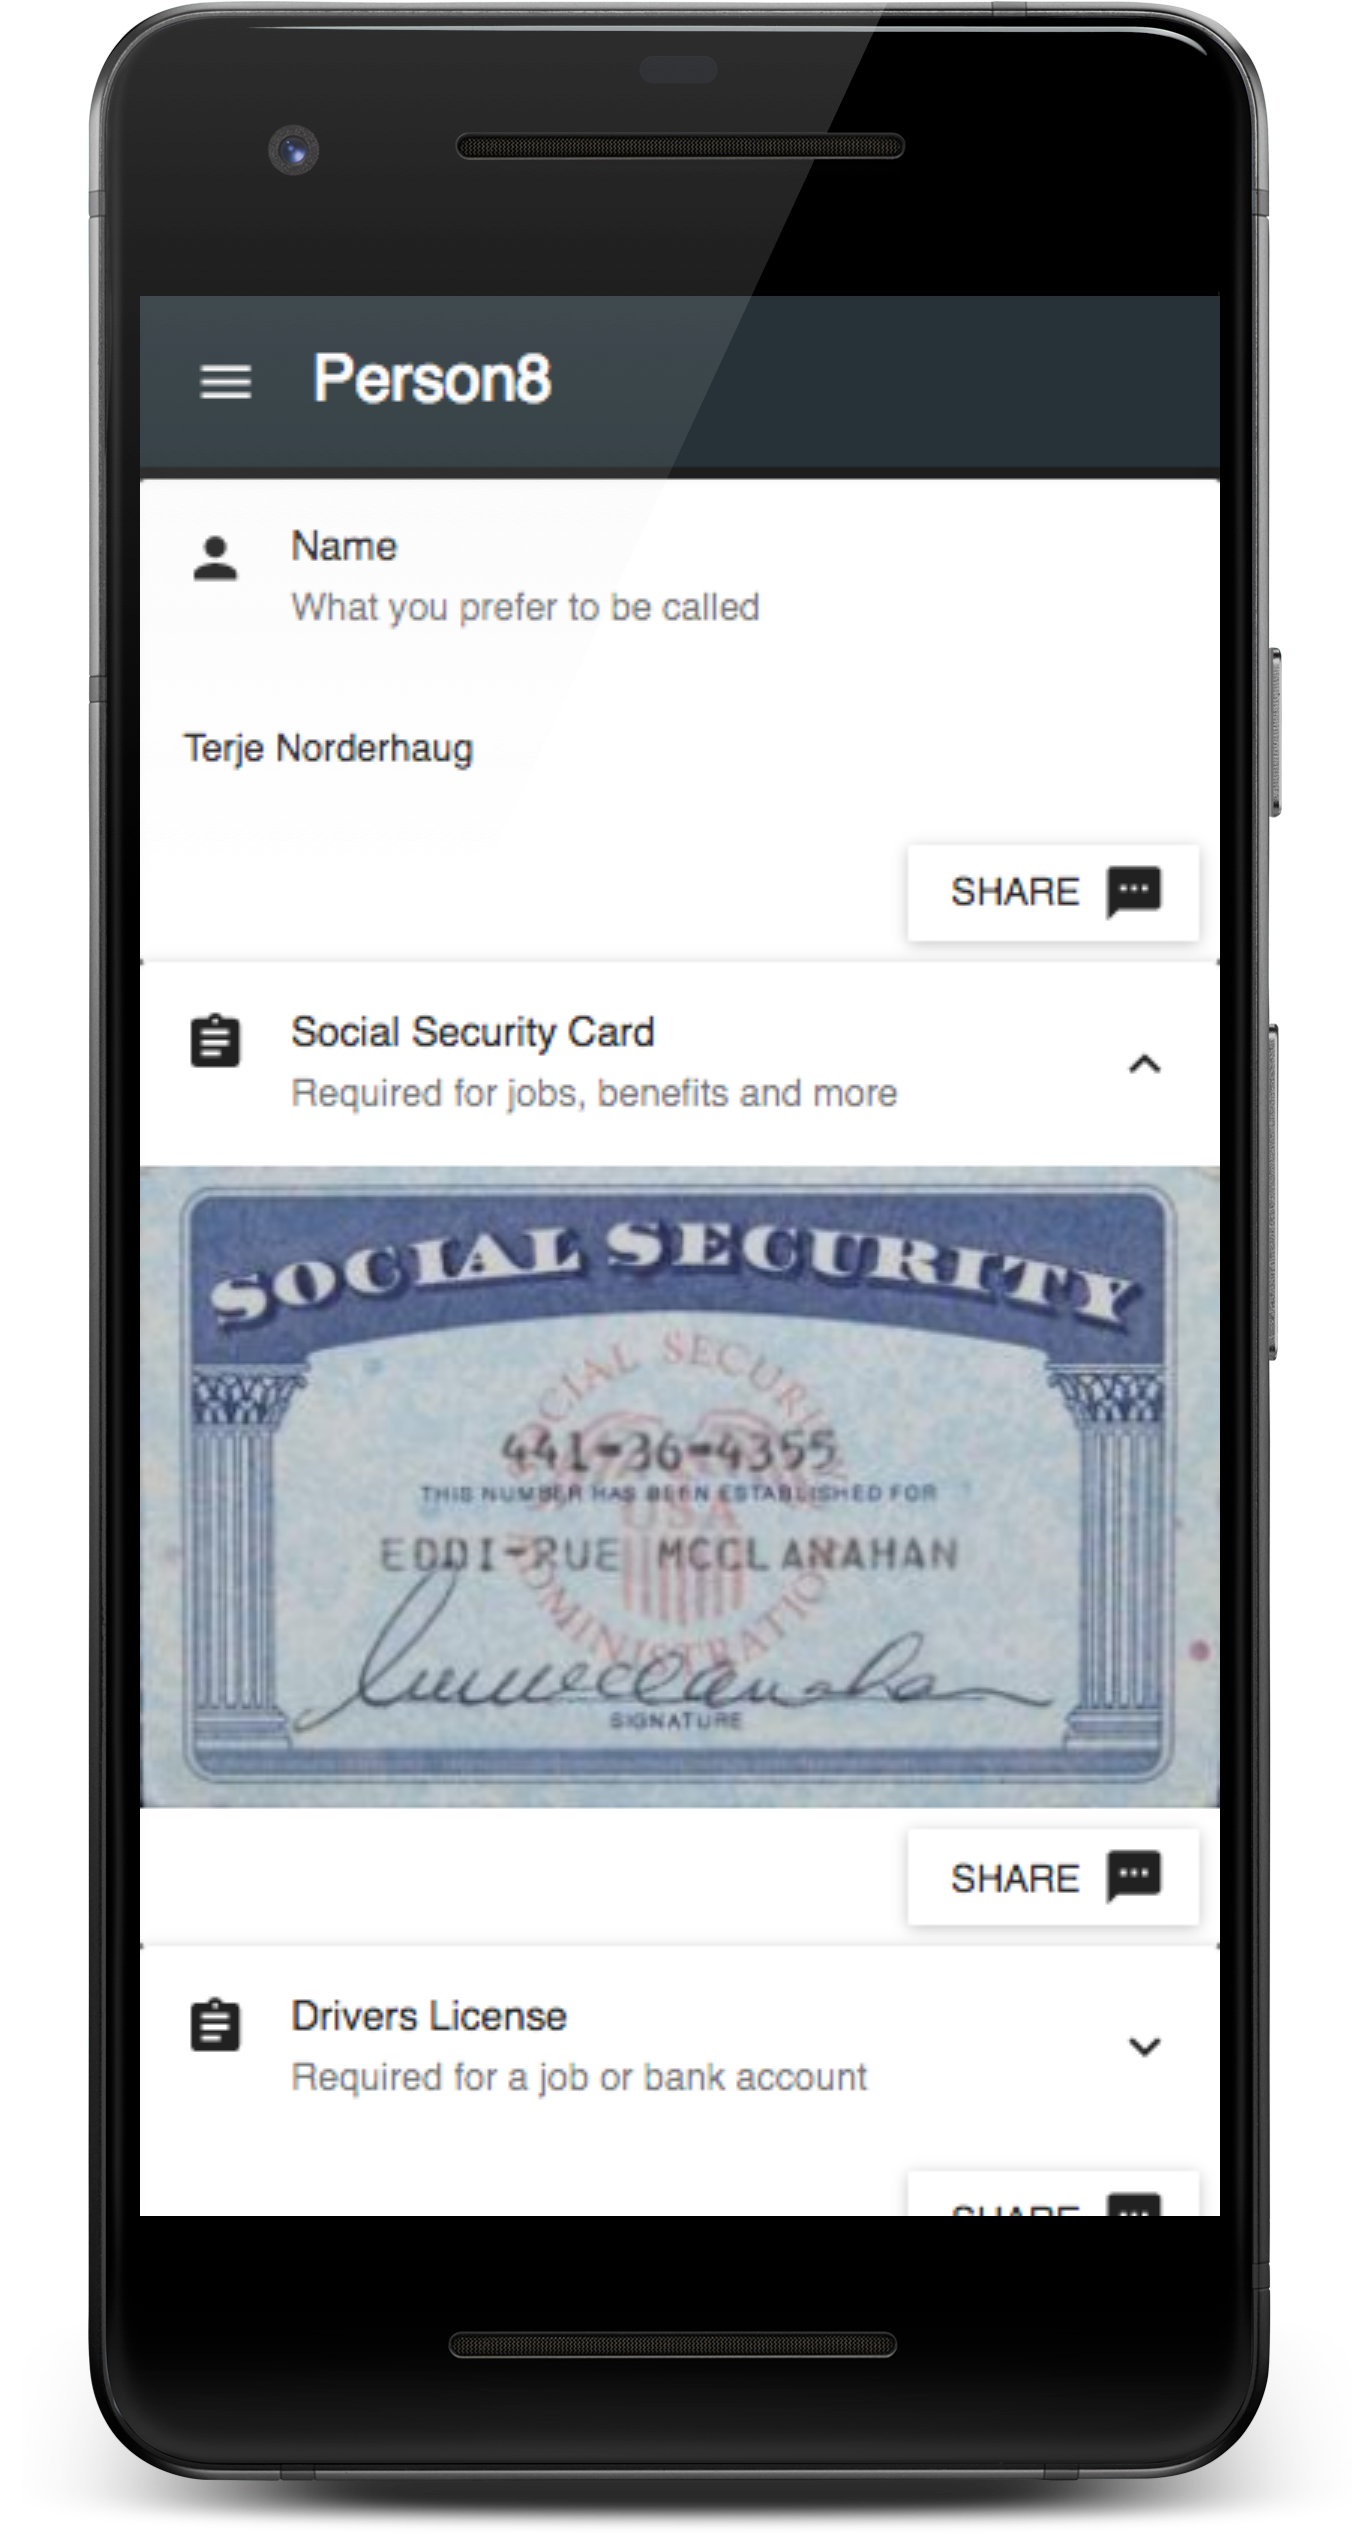 Person8
Name
What you prefer to be called
Terje Norderhaug
SHARE
Social Security Card
Required for jobs, benefits and more
SOCIAL SECURITY
SOCIAL SECURITY
441-36-4355
THIS NUMBER HAS BEEN ESTABLISHED FOR
USA
EDDI-RUE MCCLANAHAN
ADMINISTRATION
SIGNATURE
SHARE
Drivers License
Required for a job or bank account
SHARE